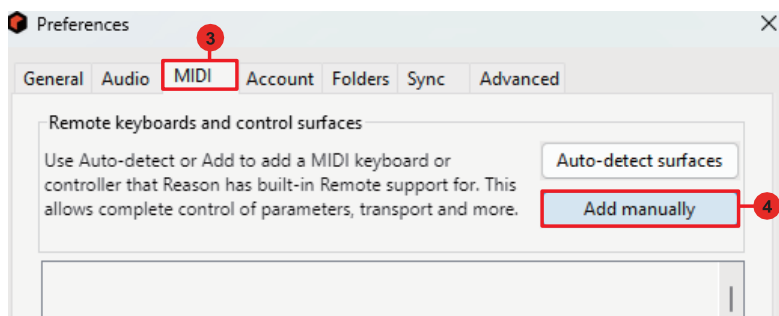 Preferences
3
General Audio MIDI Account Folders Sync Advanced
Remote keyboards and control surfaces
Use Auto-detect or Add to add a MIDI keyboard or
controller that Reason has built-in Remote support for. This
allows complete control of parameters, transport and more.
Auto-detect surfaces
Add manually
4